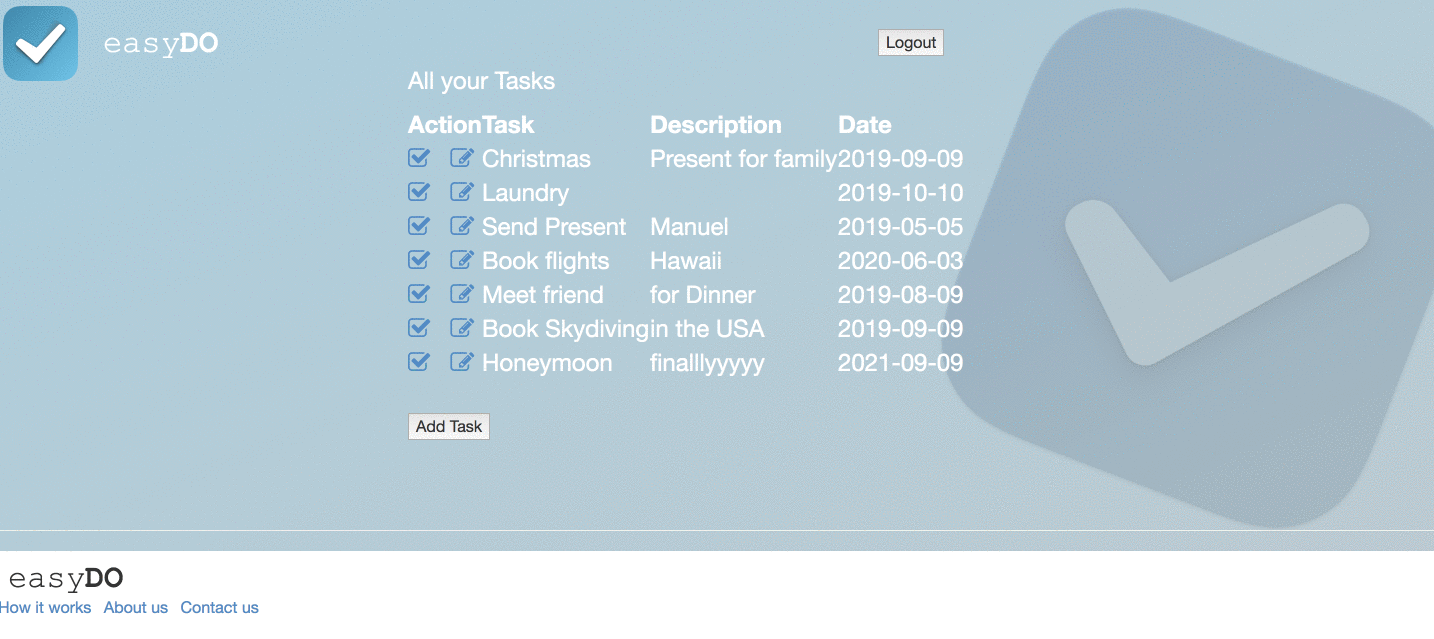 easyDO
Logout
All your Tasks
Action Task Description Date
Christmas Present for family 2019-09-09
Laundry 2019-10-10
Send Present Manuel 2019-05-05
Book flights Hawaii 2020-06-03
Meet friend for Dinner 2019-08-09
Book Skydiving in the USA 2019-09-09
Honeymoon finalllyyyyy 2021-09-09
Add Task
easyDO
How it works About us Contact us